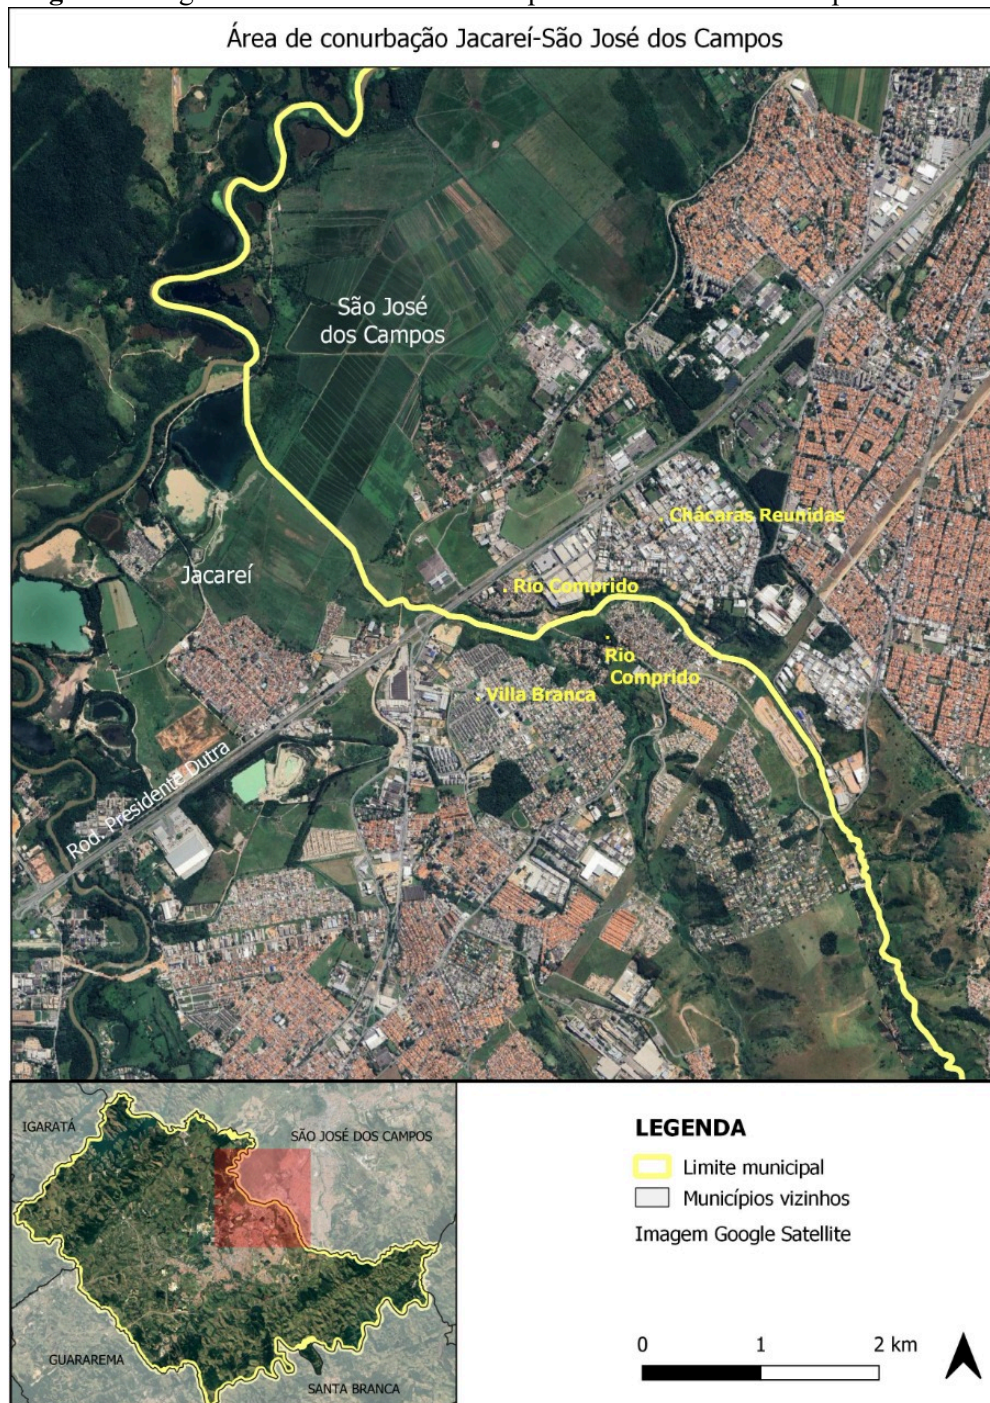 Área de conurbação Jacareí-São José dos Campos
São José
dos Campos
Chácaras Reunidas
Jacareí
Rio Comprido
Rio
Comprido
Villa Branca
Rod. Presidente Dutra
IGARATÁ
SÃO JOSÉ DOS CAMPOS
GUARAREMA
SANTA BRANCA
LEGENDA
Limite municipal
Municípios vizinhos
Imagem Google Satellite
0 1 2 km